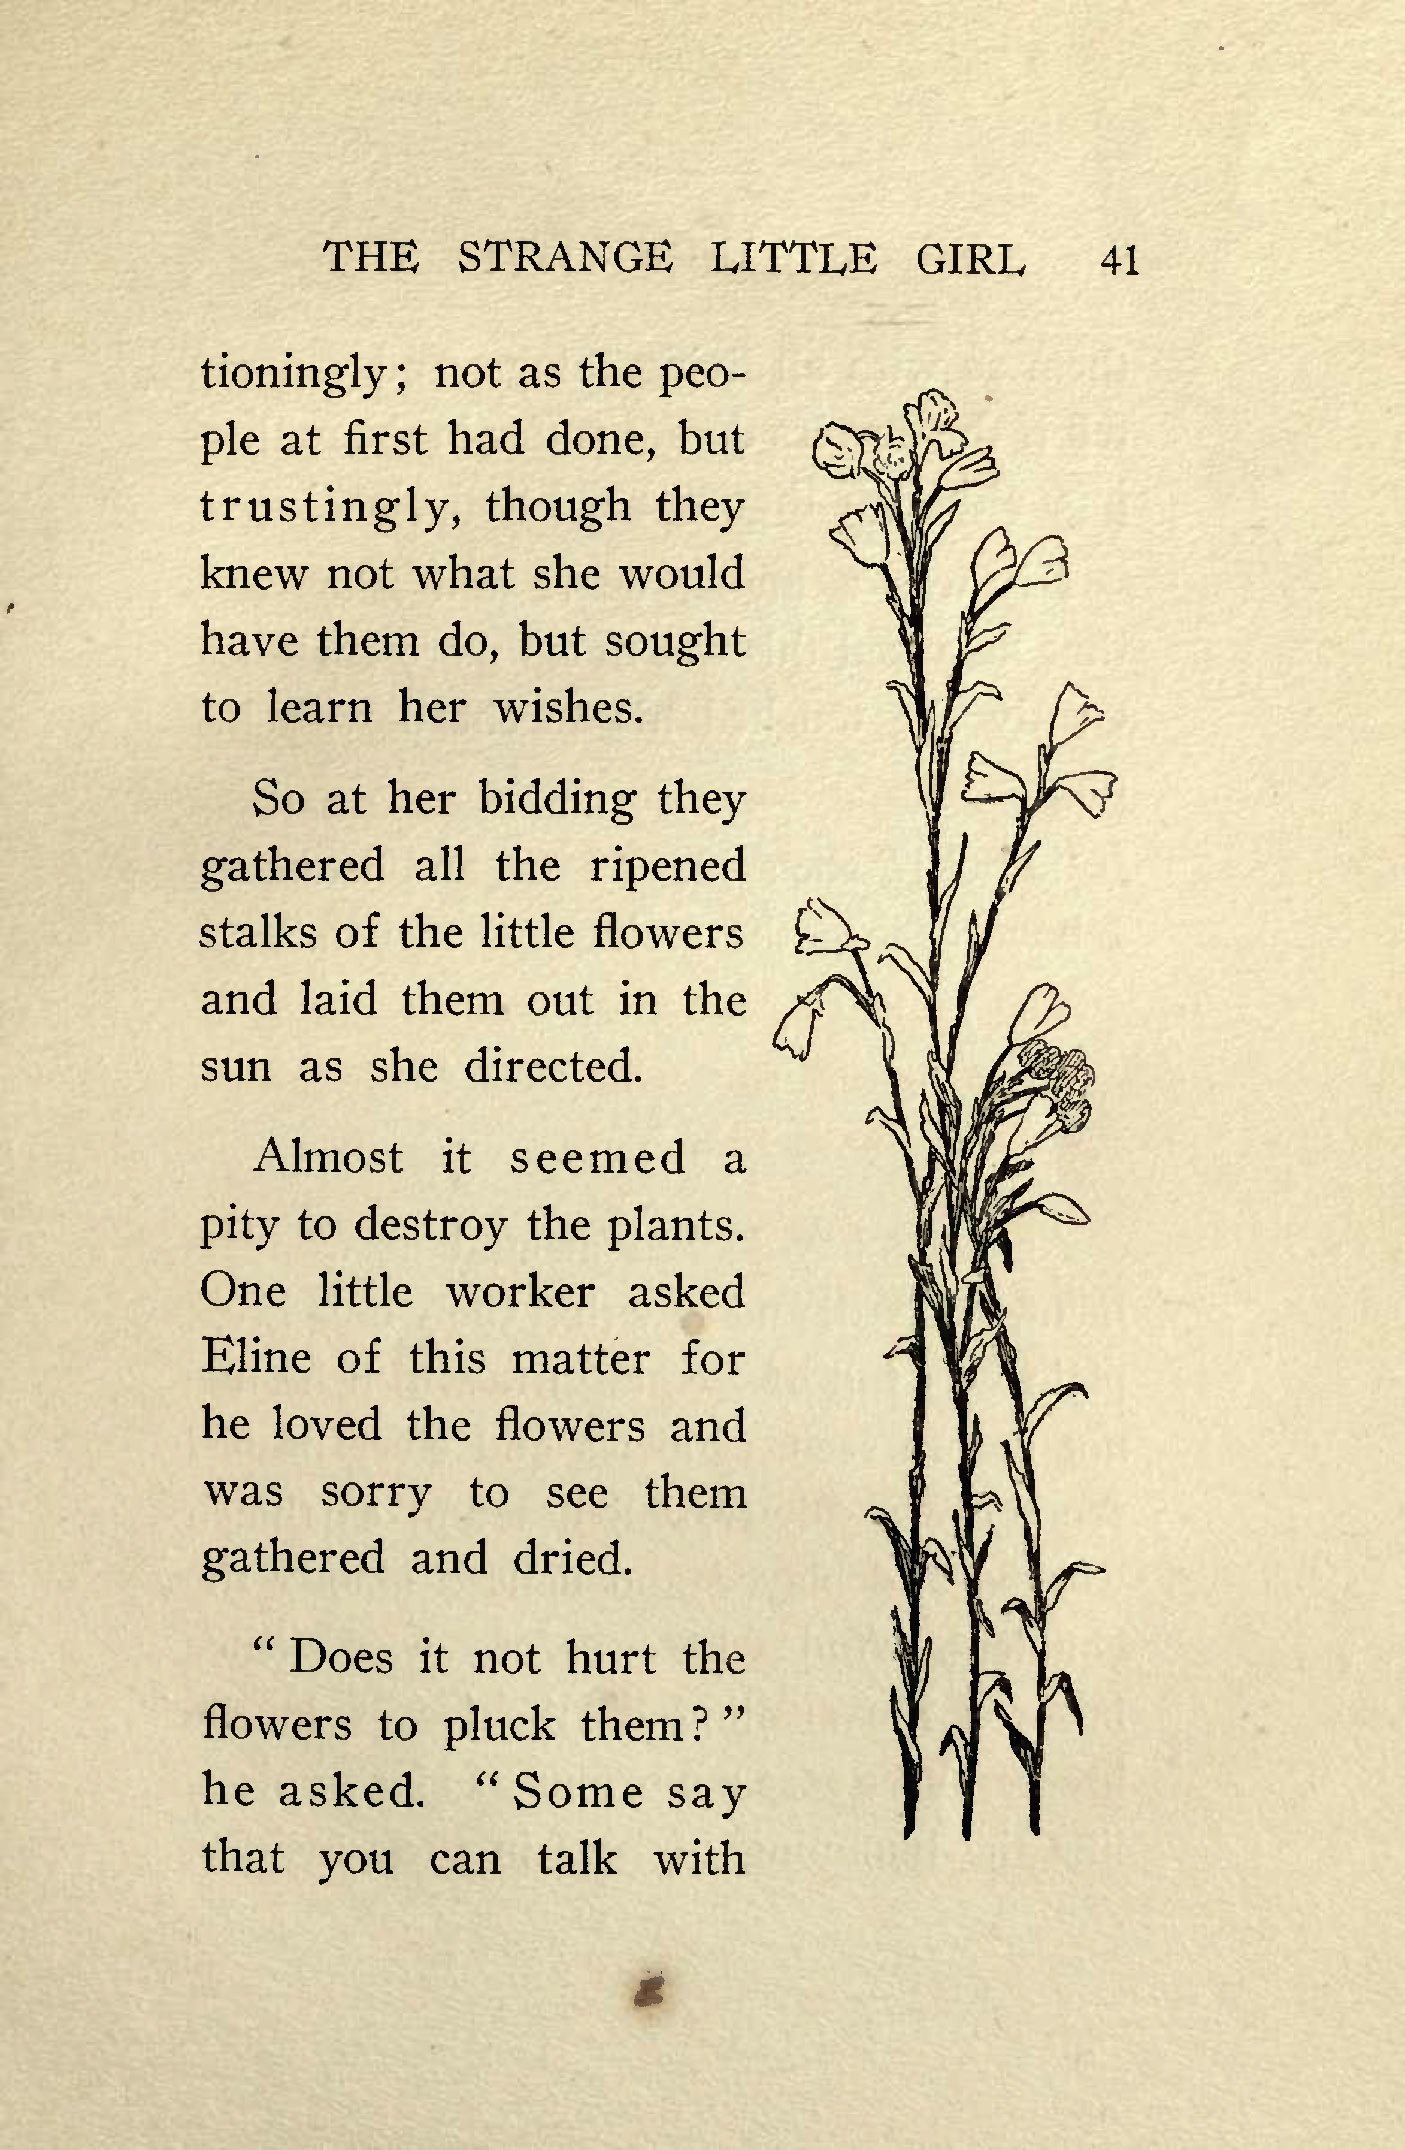 THE STRANGE LITTLE GIRL 41
tioningly; not as the peo-
ple at first had done, but
trustingly, though they
knew not what she would
have them do, but sought
to learn her wishes.
So at her bidding they
gathered all the ripened
stalks of the little flowers
and laid them out in the
sun as she directed.
Almost it seemed a
pity to destroy the plants.
One little worker asked
Eline of this matter for
he loved the flowers and
was sorry to see them
gathered and dried.
“ Does it not hurt the
flowers to pluck them? ”
he asked. “ Some say
that you can talk with